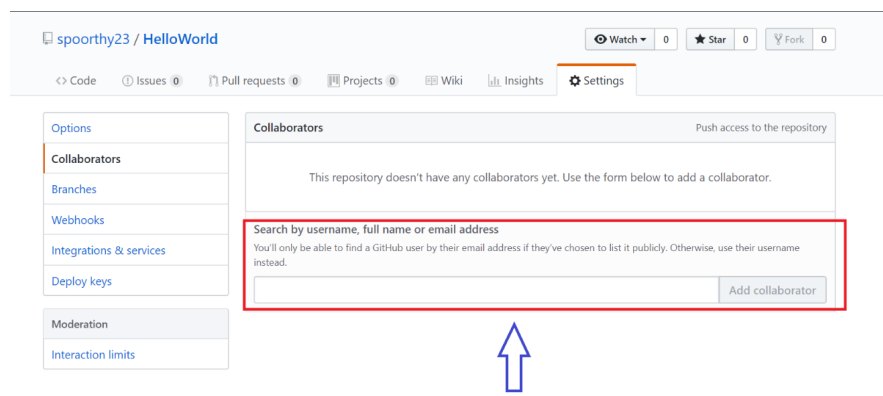 spoorthy23 / HelloWorld
Watch 0 Star 0 Fork 0
<> Code Issues 0 Pull requests 0 Projects 0 Wiki Insights Settings
Options
Collaborators
Branches
Webhooks
Integrations & services
Deploy keys
Moderation
Interaction limits
Collaborators Push access to the repository
This repository doesn't have any collaborators yet. Use the form below to add a collaborator.
Search by username, full name or email address
You'll only be able to find a GitHub user by their email address if they've chosen to list it publicly. Otherwise, use their username
instead.
Add collaborator